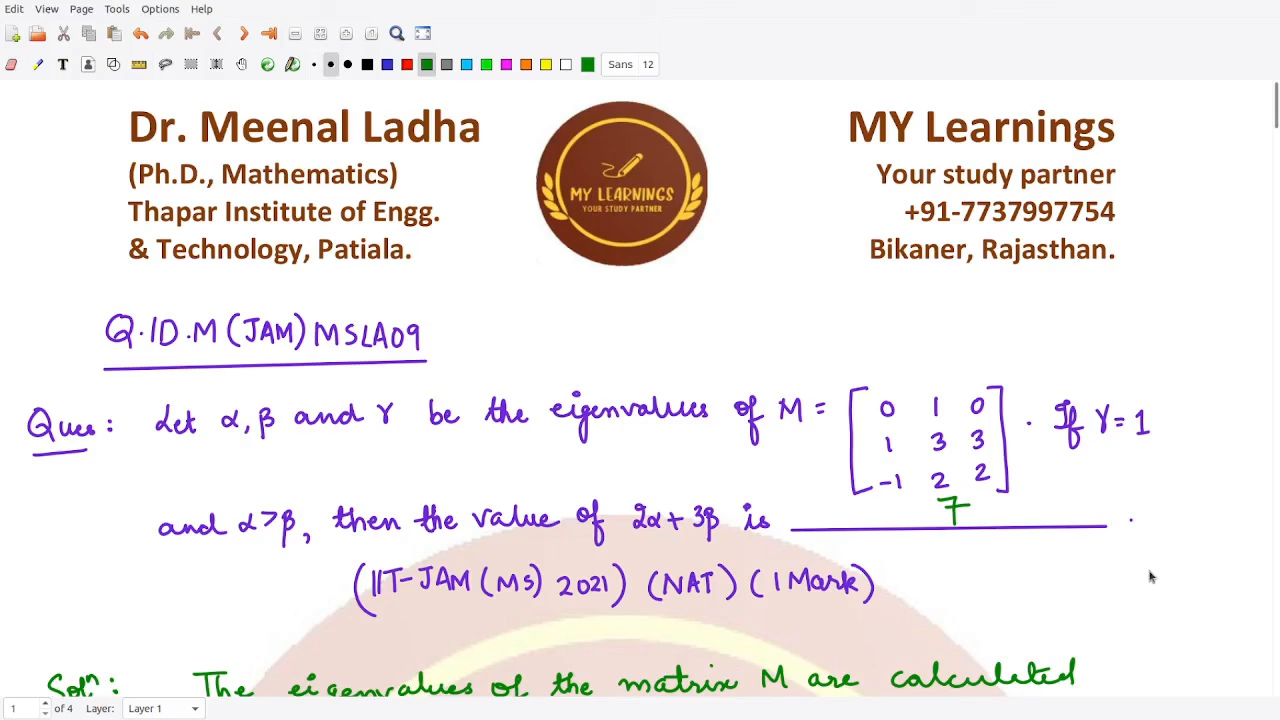 Edit View Page Tools Options Help
Sans 12
Dr. Meenal Ladha
(Ph.D., Mathematics)
Thapar Institute of Engg.
& Technology, Patiala.
MY LEARNINGS
YOUR STUDY PARTNER
MY Learnings
Your study partner
+91-7737997754
Bikaner, Rajasthan.
Q.ID.M(JAM)MSLA09
Ques: Let α, β and γ be the eigenvalues of M = [0 1 0
1 3 3
-1 2 2]. If γ = 1
and α > β, then the value of 2α + 3β is 7.
(IIT-JAM (MS) 2021) (NAT) (1 Mark)
Solⁿ: The eigenvalues of the matrix M are calculated
1 of 4 Layer: Layer 1